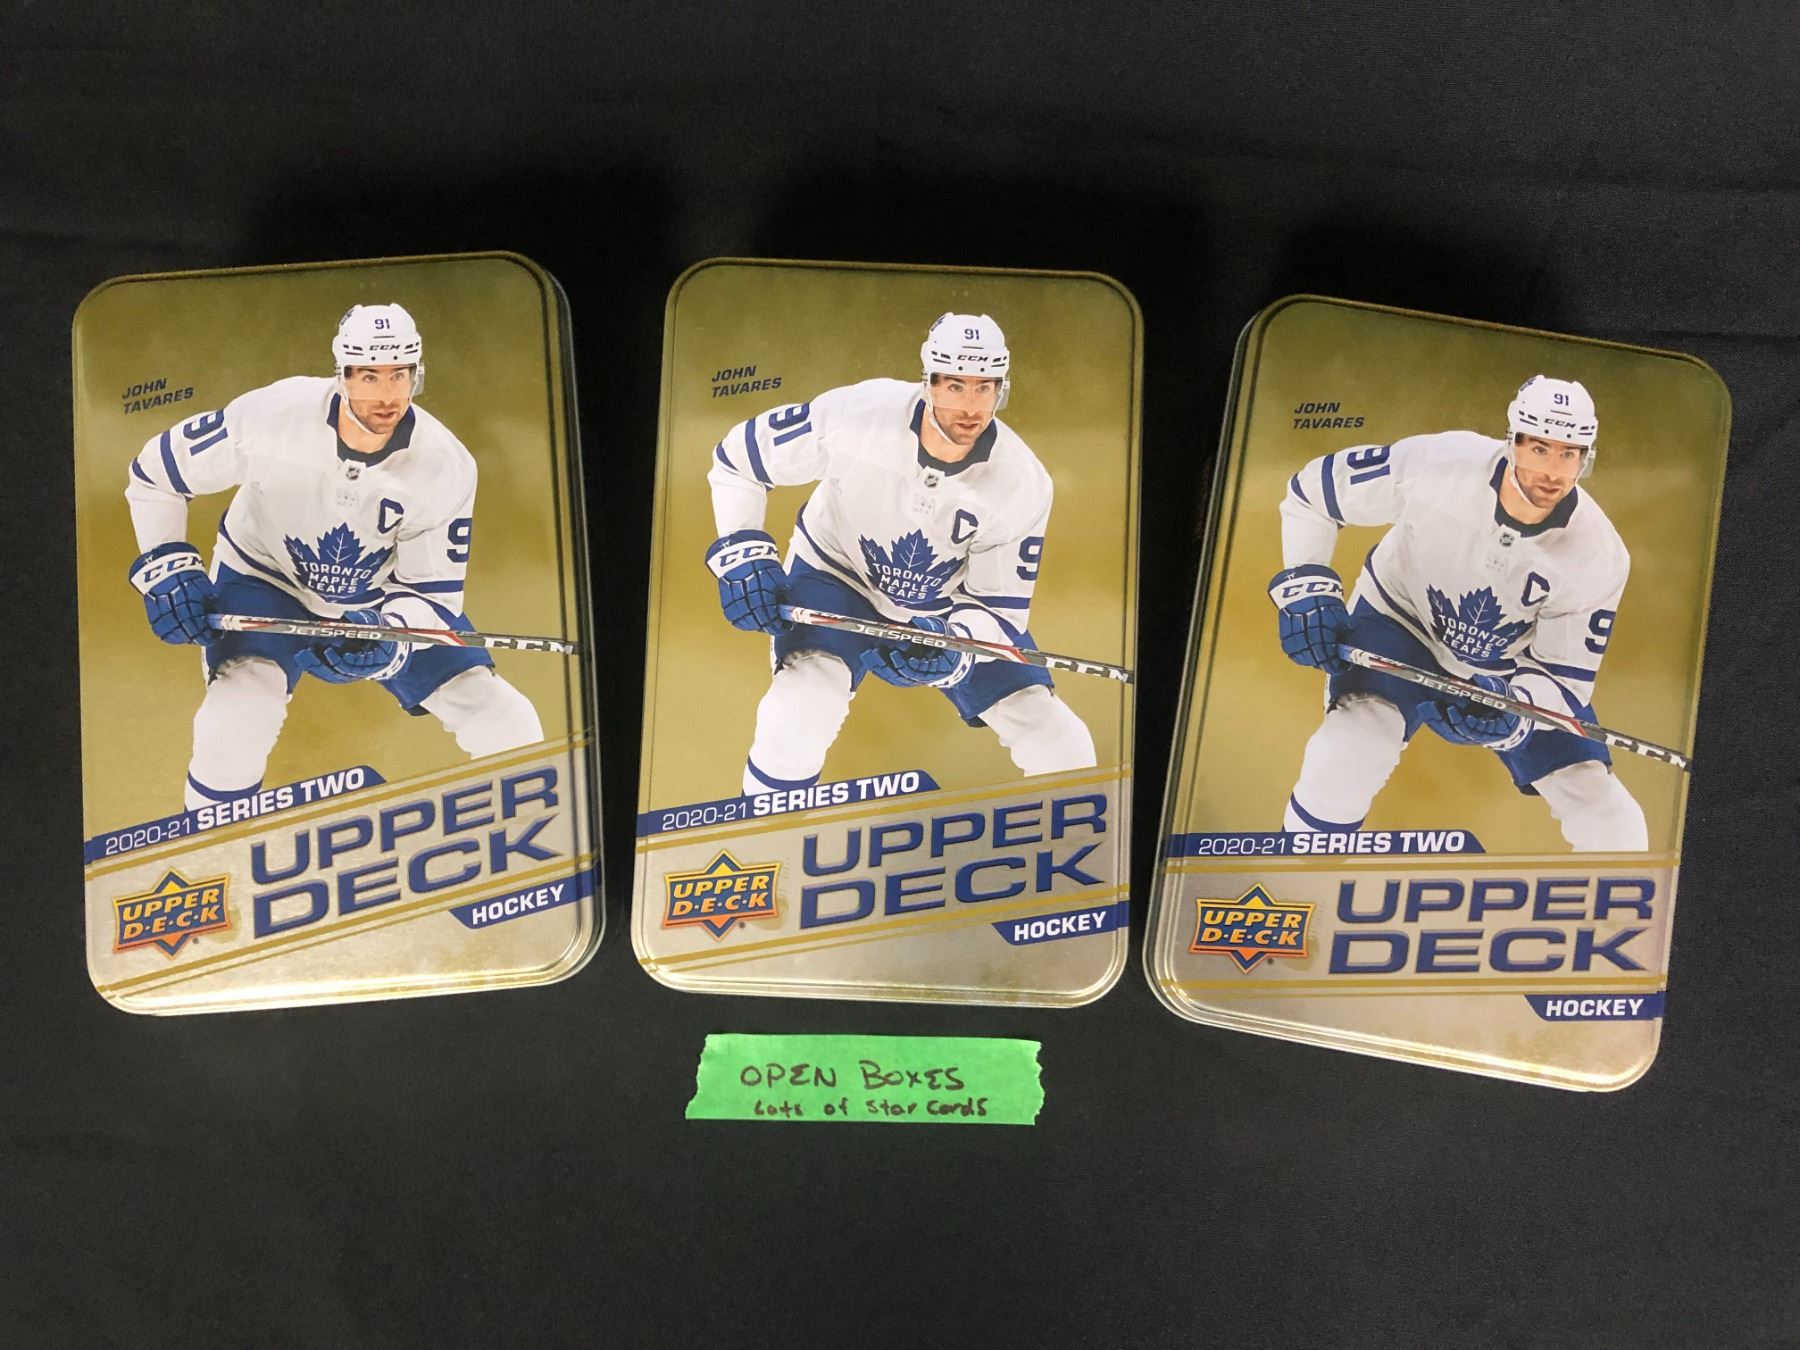 JOHN
TAVARES
91
CCM
91
C
9
TORONTO
MAPLE
LEAFS
CCM
JETSPEED
CCM
2020-21 SERIES TWO
UPPER
DECK
UPPER
D·E·C·K
HOCKEY
JOHN
TAVARES
91
CCM
91
C
91
TORONTO
MAPLE
LEAFS
CCM
JETSPEED
CCM
2020-21 SERIES TWO
UPPER
DECK
UPPER
D·E·C·K
HOCKEY
JOHN
TAVARES
91
CCM
91
C
9
TORONTO
MAPLE
LEAFS
CCM
JETSPEED
CCM
2020-21 SERIES TWO
UPPER
DECK
UPPER
D·E·C·K
HOCKEY
OPEN BOXES
Lots of Star Cards